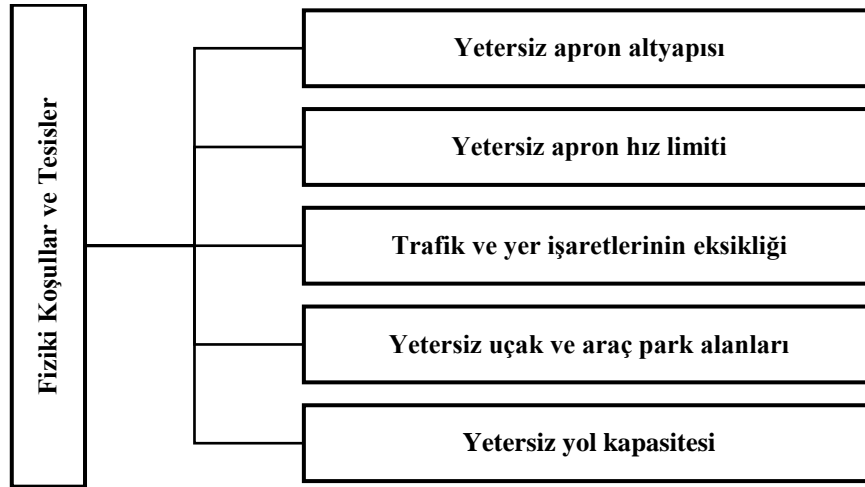 Fiziki Koşullar ve Tesisler
Yetersiz apron altyapısı
Yetersiz apron hız limiti
Trafik ve yer işaretlerinin eksikliği
Yetersiz uçak ve araç park alanları
Yetersiz yol kapasitesi